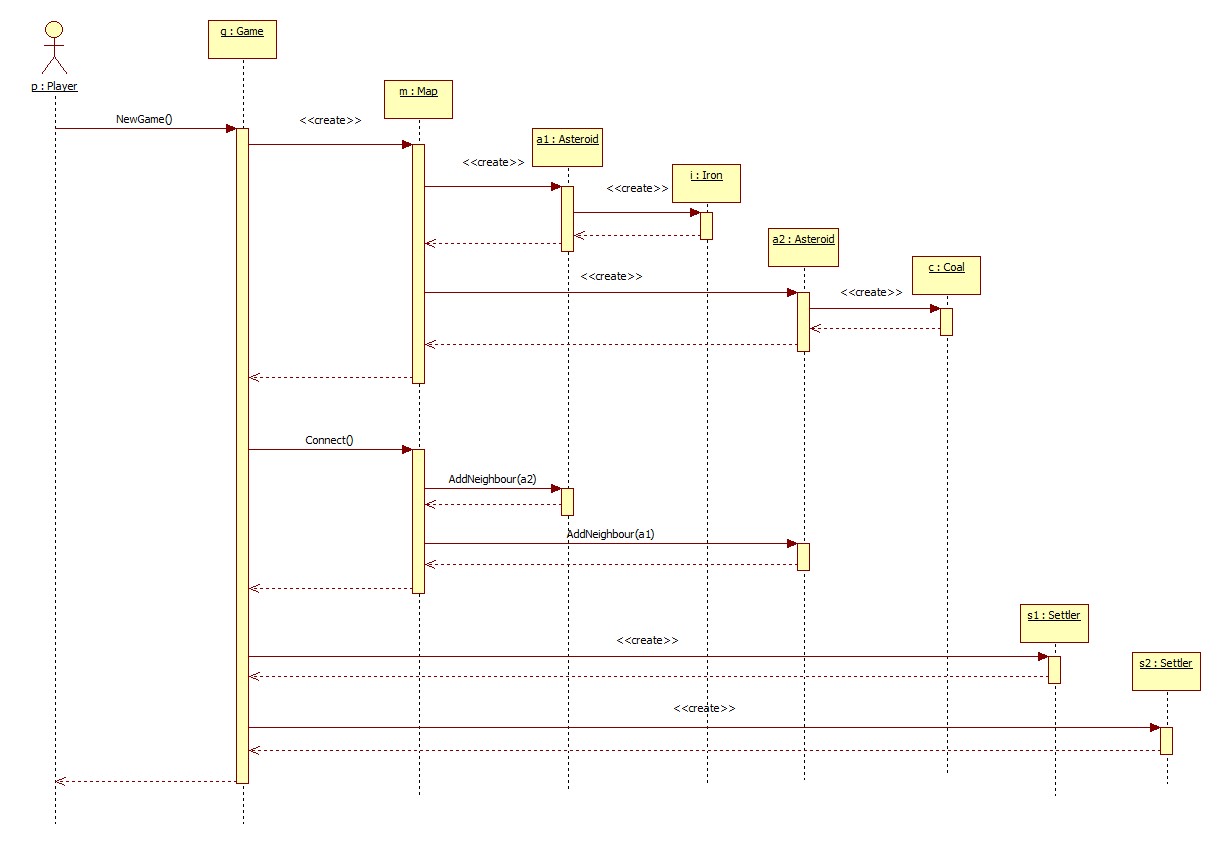 g : Game
p : Player
m : Map
NewGame()
<<create>>
a1 : Asteroid
<<create>>
i : Iron
<<create>>
a2 : Asteroid
c : Coal
<<create>>
<<create>>
Connect()
AddNeighbour(a2)
AddNeighbour(a1)
s1 : Settler
<<create>>
s2 : Settler
<<create>>